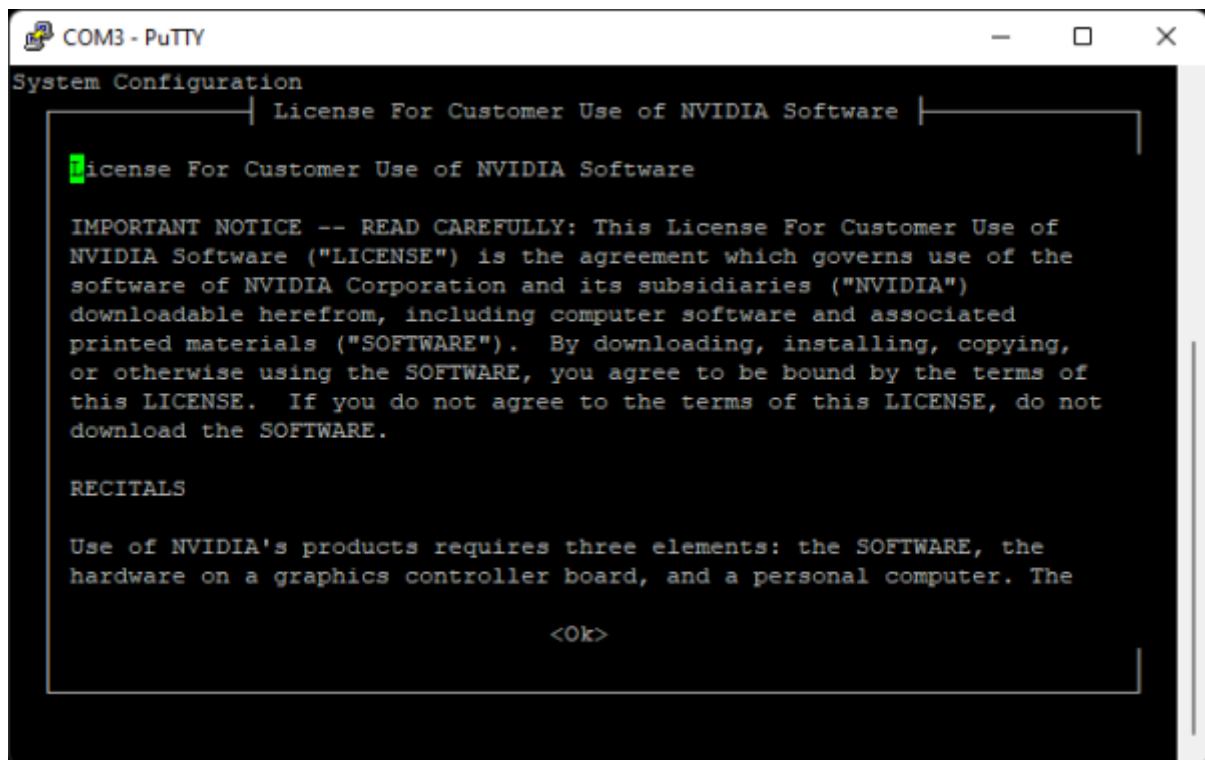 COM3 - PuTTY
System Configuration
License For Customer Use of NVIDIA Software
License For Customer Use of NVIDIA Software
IMPORTANT NOTICE -- READ CAREFULLY: This License For Customer Use of
NVIDIA Software ("LICENSE") is the agreement which governs use of the
software of NVIDIA Corporation and its subsidiaries ("NVIDIA")
downloadable herefrom, including computer software and associated
printed materials ("SOFTWARE").  By downloading, installing, copying,
or otherwise using the SOFTWARE, you agree to be bound by the terms of
this LICENSE.  If you do not agree to the terms of this LICENSE, do not
download the SOFTWARE.
RECITALS
Use of NVIDIA's products requires three elements: the SOFTWARE, the
hardware on a graphics controller board, and a personal computer. The
<Ok>